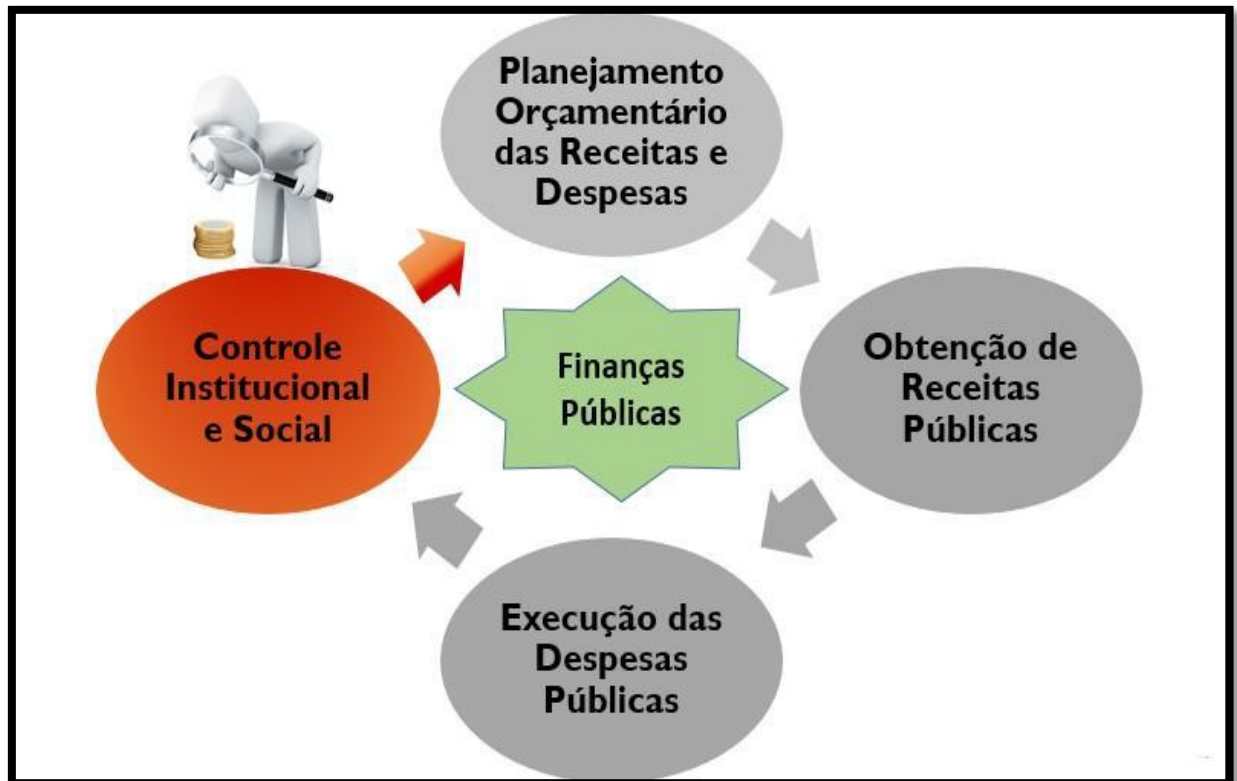 Planejamento
Orçamentário
das Receitas e
Despesas
Controle
Institucional
e Social
Finanças
Públicas
Obtenção de
Receitas
Públicas
Execução das
Despesas
Públicas